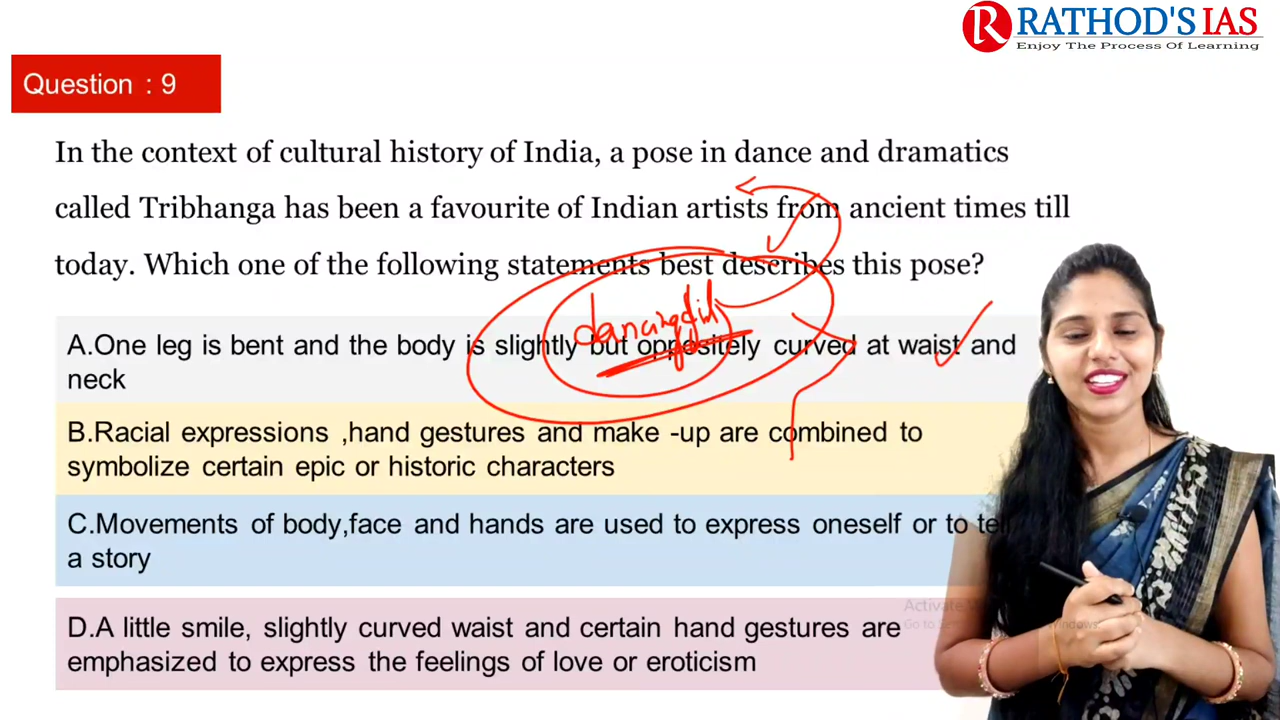 RATHOD'S IAS
Enjoy The Process Of Learning
Question : 9
In the context of cultural history of India, a pose in dance and dramatics
called Tribhanga has been a favourite of Indian artists from ancient times till
today. Which one of the following statements best describes this pose?
dancing girl
A.One leg is bent and the body is slightly but oppositely curved at waist and
neck
B.Racial expressions ,hand gestures and make -up are combined to
symbolize certain epic or historic characters
C.Movements of body,face and hands are used to express oneself or to tell
a story
D.A little smile, slightly curved waist and certain hand gestures are
emphasized to express the feelings of love or eroticism
Activate
Windows.